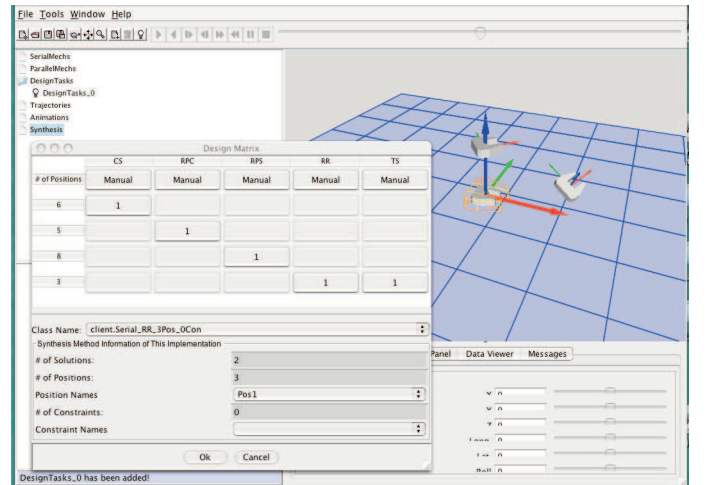 File Tools Window Help
SerialMechs
ParallelMechs
DesignTasks
DesignTasks_0
Trajectories
Animations
Synthesis
Design Matrix
CS RPC RPS RR TS
# of Positions Manual Manual Manual Manual Manual
6 1
5 1
8 1
3 1 1
Class Name: client.Serial_RR_3Pos_0Con
Synthesis Method Information of This Implementation
# of Solutions: 2
# of Positions: 3
Position Names Pos1
# of Constraints: 0
Constraint Names
Ok Cancel
Panel Data Viewer Messages
DesignTasks_0 has been added!